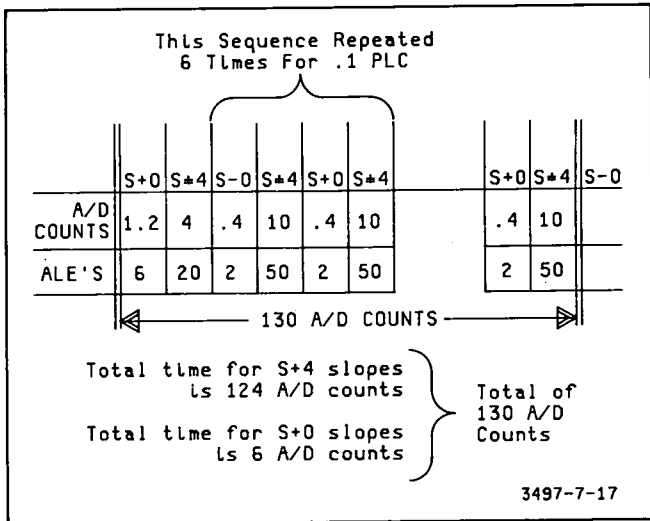 This Sequence Repeated
6 Times For .1 PLC
S+0 S±4 S-0 S±4 S+0 S±4 S+0 S±4 S-0
A/D
COUNTS 1.2 4 .4 10 .4 10 .4 10
ALE'S 6 20 2 50 2 50 2 50
130 A/D COUNTS
Total time for S+4 slopes
is 124 A/D counts
Total time for S+0 slopes
is 6 A/D counts
Total of
130 A/D
Counts
3497-7-17